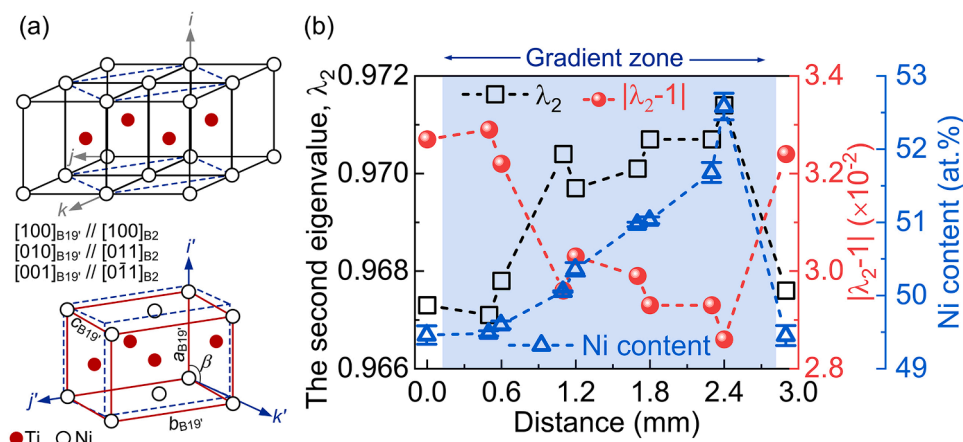 (a)
i
j
k
[100]B19' // [100]B2
[010]B19' // [011]B2
[001]B19' // [01̄1]B2
i'
cB19'
aB19'
β
j'
k'
bB19'
Ti Ni
(b)
Gradient zone
The second eigenvalue, λ2
0.972
0.970
0.968
0.966
λ2 |λ2-1|
Ni content
0.0 0.6 1.2 1.8 2.4 3.0
Distance (mm)
3.4
3.2
3.0
2.8
|λ2-1| (×10-2)
53
52
51
50
49
Ni content (at.%)